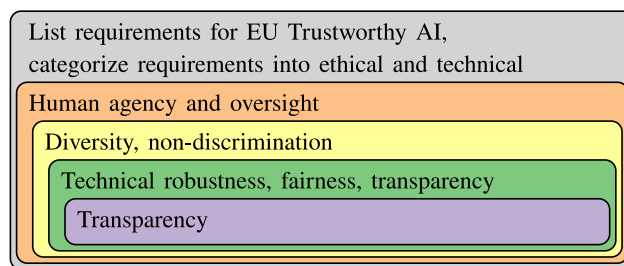 List requirements for EU Trustworthy AI,
categorize requirements into ethical and technical
Human agency and oversight
Diversity, non-discrimination
Technical robustness, fairness, transparency
Transparency